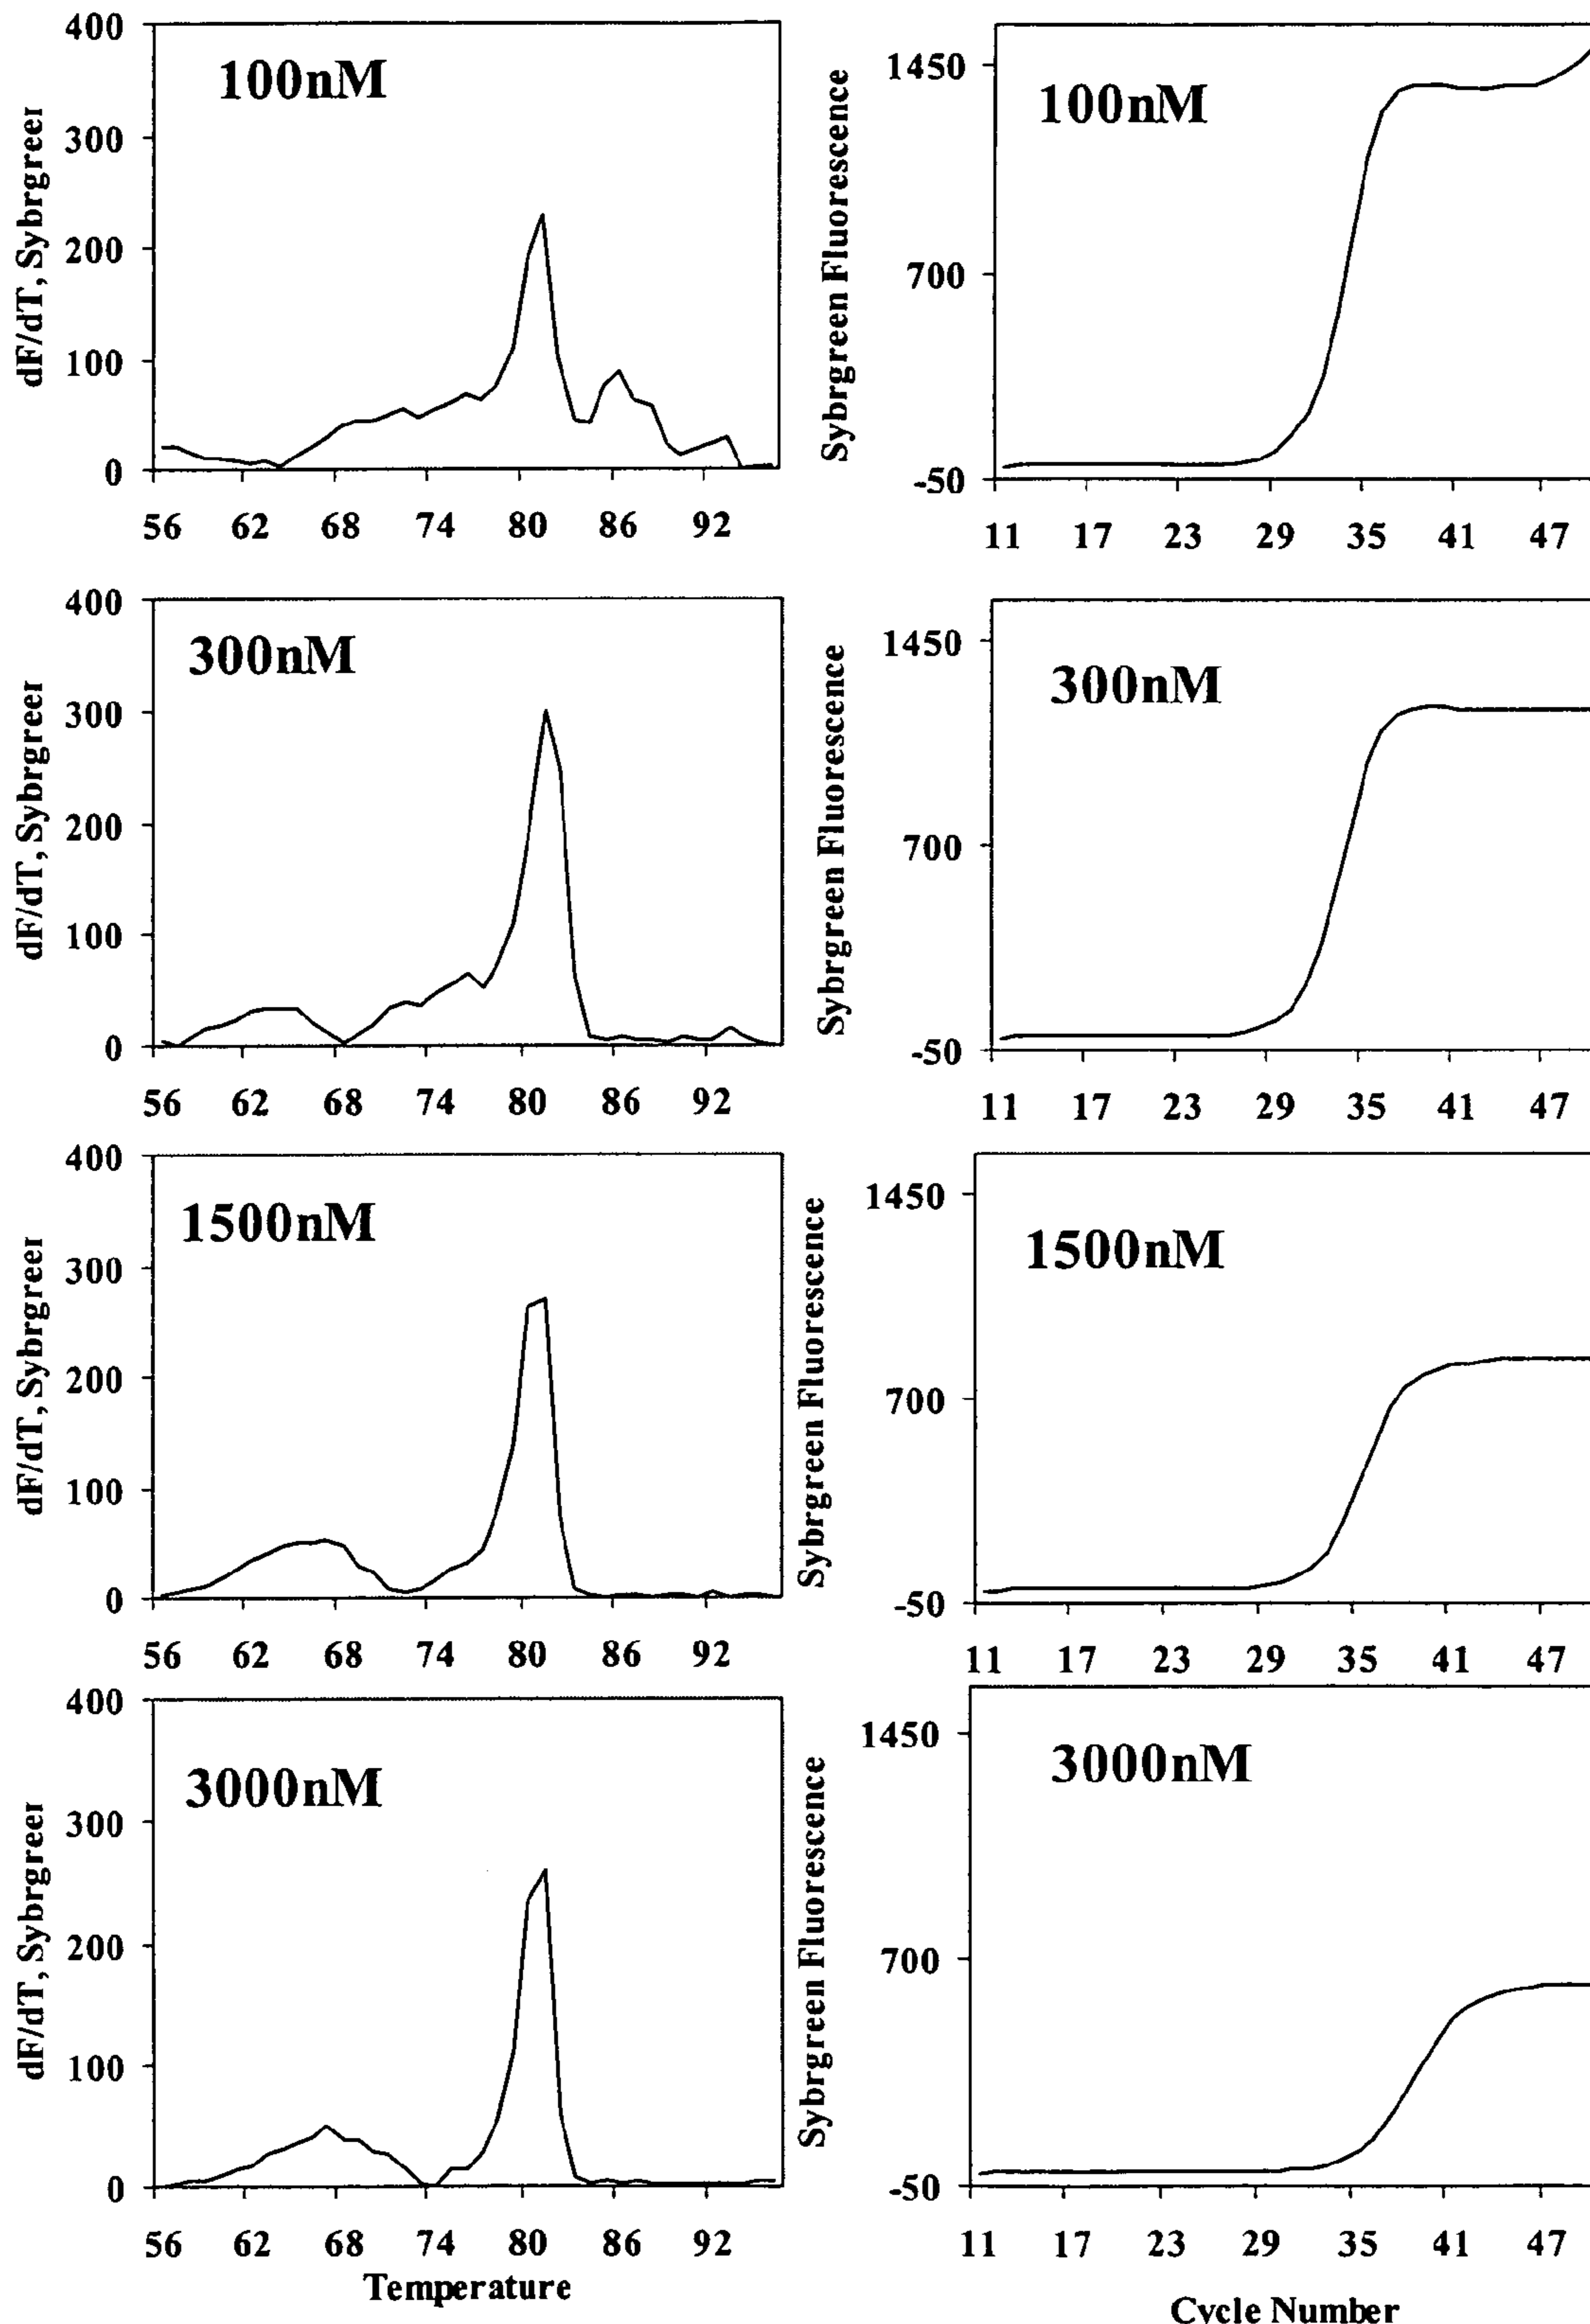 400
300
200
100
0
dF/dT, Sybrgreer
100nM
56 62 68 74 80 86 92
1450
700
-50
Sybrgreen Fluorescence
100nM
11 17 23 29 35 41 47
400
300
200
100
0
dF/dT, Sybrgreer
300nM
56 62 68 74 80 86 92
1450
700
-50
Sybrgreen Fluorescence
300nM
11 17 23 29 35 41 47
400
300
200
100
0
dF/dT, Sybrgreer
1500nM
56 62 68 74 80 86 92
1450
700
-50
Sybrgreen Fluorescence
1500nM
11 17 23 29 35 41 47
400
300
200
100
0
dF/dT, Sybrgreer
3000nM
56 62 68 74 80 86 92
Temperature
1450
700
-50
Sybrgreen Fluorescence
3000nM
11 17 23 29 35 41 47
Cycle Number